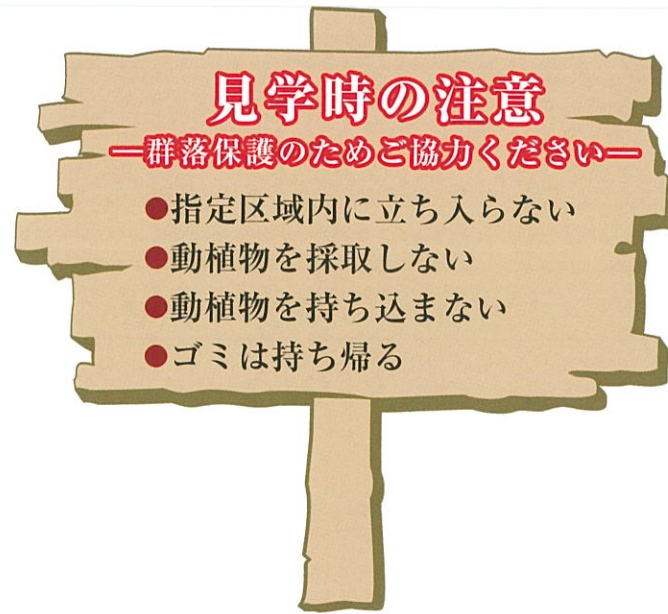 見学時の注意
―群落保護のためご協力ください―
●指定区域内に立ち入らない
●動植物を採取しない
●動植物を持ち込まない
●ゴミは持ち帰る